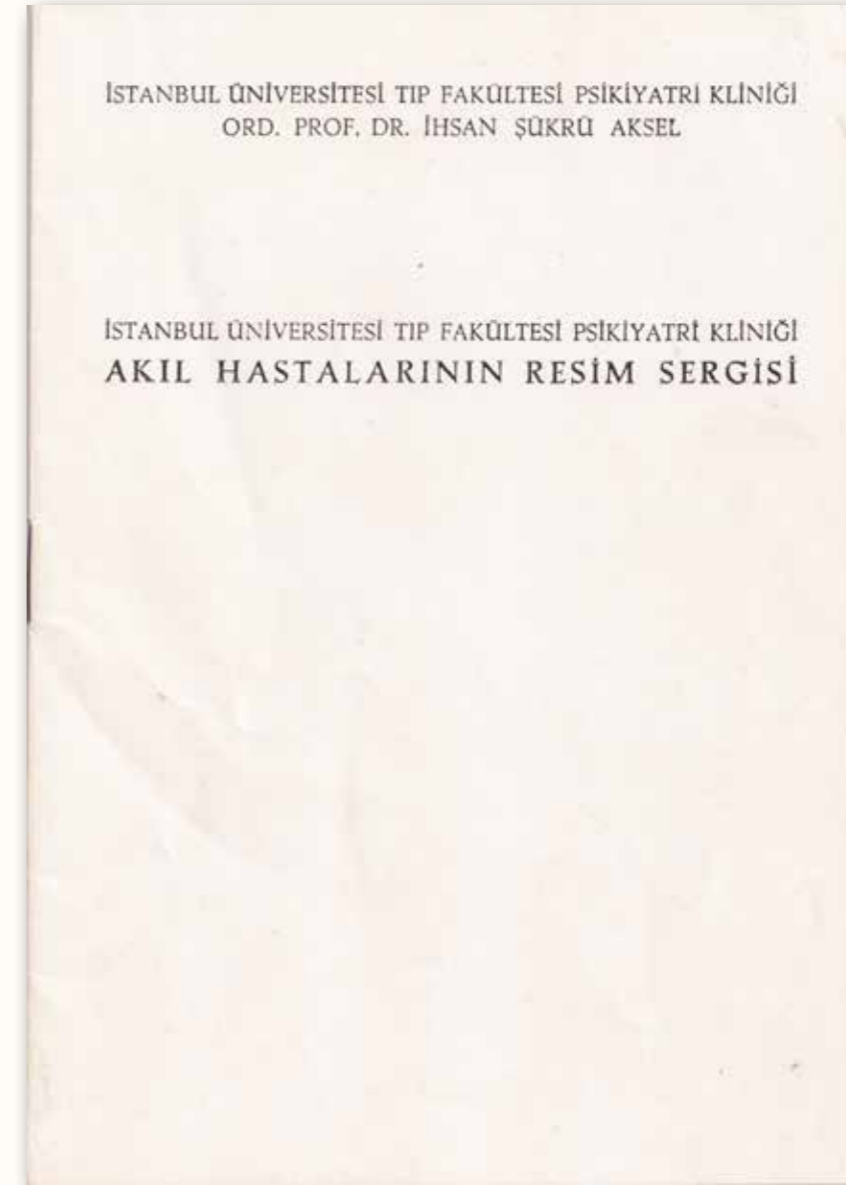 İSTANBUL ÜNİVERSİTESİ TIP FAKÜLTESİ PSİKİYATRİ KLİNİĞİ
ORD. PROF. DR. İHSAN ŞÜKRÜ AKSEL
İSTANBUL ÜNİVERSİTESİ TIP FAKÜLTESİ PSİKİYATRİ KLİNİĞİ
AKIL HASTALARININ RESİM SERGİSİ